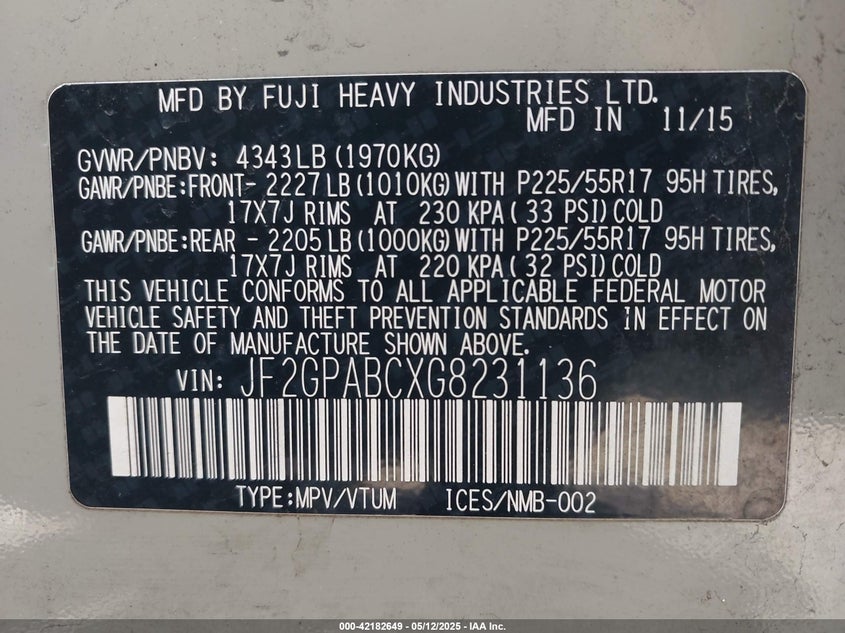 MFD BY FUJI HEAVY INDUSTRIES LTD.
MFD IN 11/15
GVWR/PNBV: 4343LB(1970KG)
GAWR/PNBE:FRONT- 2227LB(1010KG)WITH P225/55R17 95H TIRES,
17X7J RIMS AT 230 KPA(33 PSI)COLD
GAWR/PNBE:REAR - 2205LB(1000KG)WITH P225/55R17 95H TIRES,
17X7J RIMS AT 220 KPA(32 PSI)COLD
THIS VEHICLE CONFORMS TO ALL APPLICABLE FEDERAL MOTOR
VEHICLE SAFETY AND THEFT PREVENTION STANDARDS IN EFFECT ON
THE DATE OF MANUFACTURE SHOWN ABOVE.
VIN: JF2GPABCXG8231136
TYPE:MPV/VTUM ICES/NMB-002
000-42182649 - 05/12/2025 - IAA Inc.